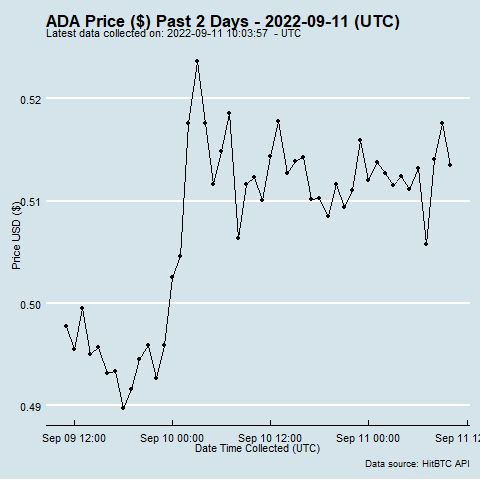 ADA Price ($) Past 2 Days - 2022-09-11 (UTC)
Latest data collected on: 2022-09-11 10:03:57 - UTC
0.52
0.51
0.50
0.49
Price USD ($)
Sep 09 12:00 Sep 10 00:00 Sep 10 12:00 Sep 11 00:00 Sep 11 12
Date Time Collected (UTC)
Data source: HitBTC API